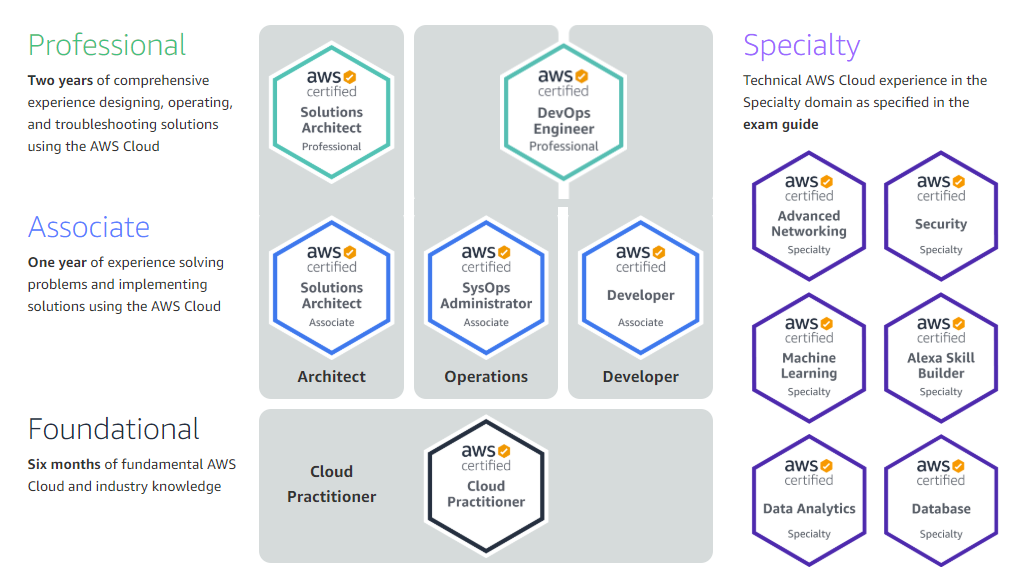 Professional
Two years of comprehensive
experience designing, operating,
and troubleshooting solutions
using the AWS Cloud
aws
certified
Solutions
Architect
Professional
aws
certified
DevOps
Engineer
Professional
Associate
One year of experience solving
problems and implementing
solutions using the AWS Cloud
aws
certified
Solutions
Architect
Associate
aws
certified
SysOps
Administrator
Associate
aws
certified
Developer
Associate
Architect
Operations
Developer
Foundational
Six months of fundamental AWS
Cloud and industry knowledge
Cloud
Practitioner
aws
certified
Cloud
Practitioner
Specialty
Technical AWS Cloud experience in the
Specialty domain as specified in the
exam guide
aws
certified
Advanced
Networking
Specialty
aws
certified
Security
Specialty
aws
certified
Machine
Learning
Specialty
aws
certified
Alexa Skill
Builder
Specialty
aws
certified
Data Analytics
Specialty
aws
certified
Database
Specialty